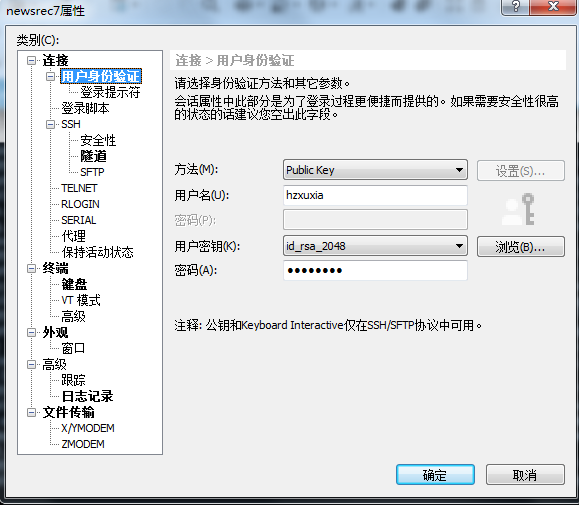 newsrec7属性
类别(C):
连接
用户身份验证
登录提示符
登录脚本
SSH
安全性
隧道
SFTP
TELNET
RLOGIN
SERIAL
代理
保持活动状态
终端
键盘
VT 模式
高级
外观
窗口
高级
跟踪
日志记录
文件传输
X/YMODEM
ZMODEM
连接 > 用户身份验证
请选择身份验证方法和其它参数。
会话属性中此部分是为了登录过程更便捷而提供的。如果需要安全性很高
的状态的话建议您空出此字段。
方法(M): Public Key 设置(S)...
用户名(U): hzxuxia
密码(P):
用户密钥(K): id_rsa_2048 浏览(B)...
密码(A): ●●●●●●●●
注释: 公钥和Keyboard Interactive仅在SSH/SFTP协议中可用。
确定 取消